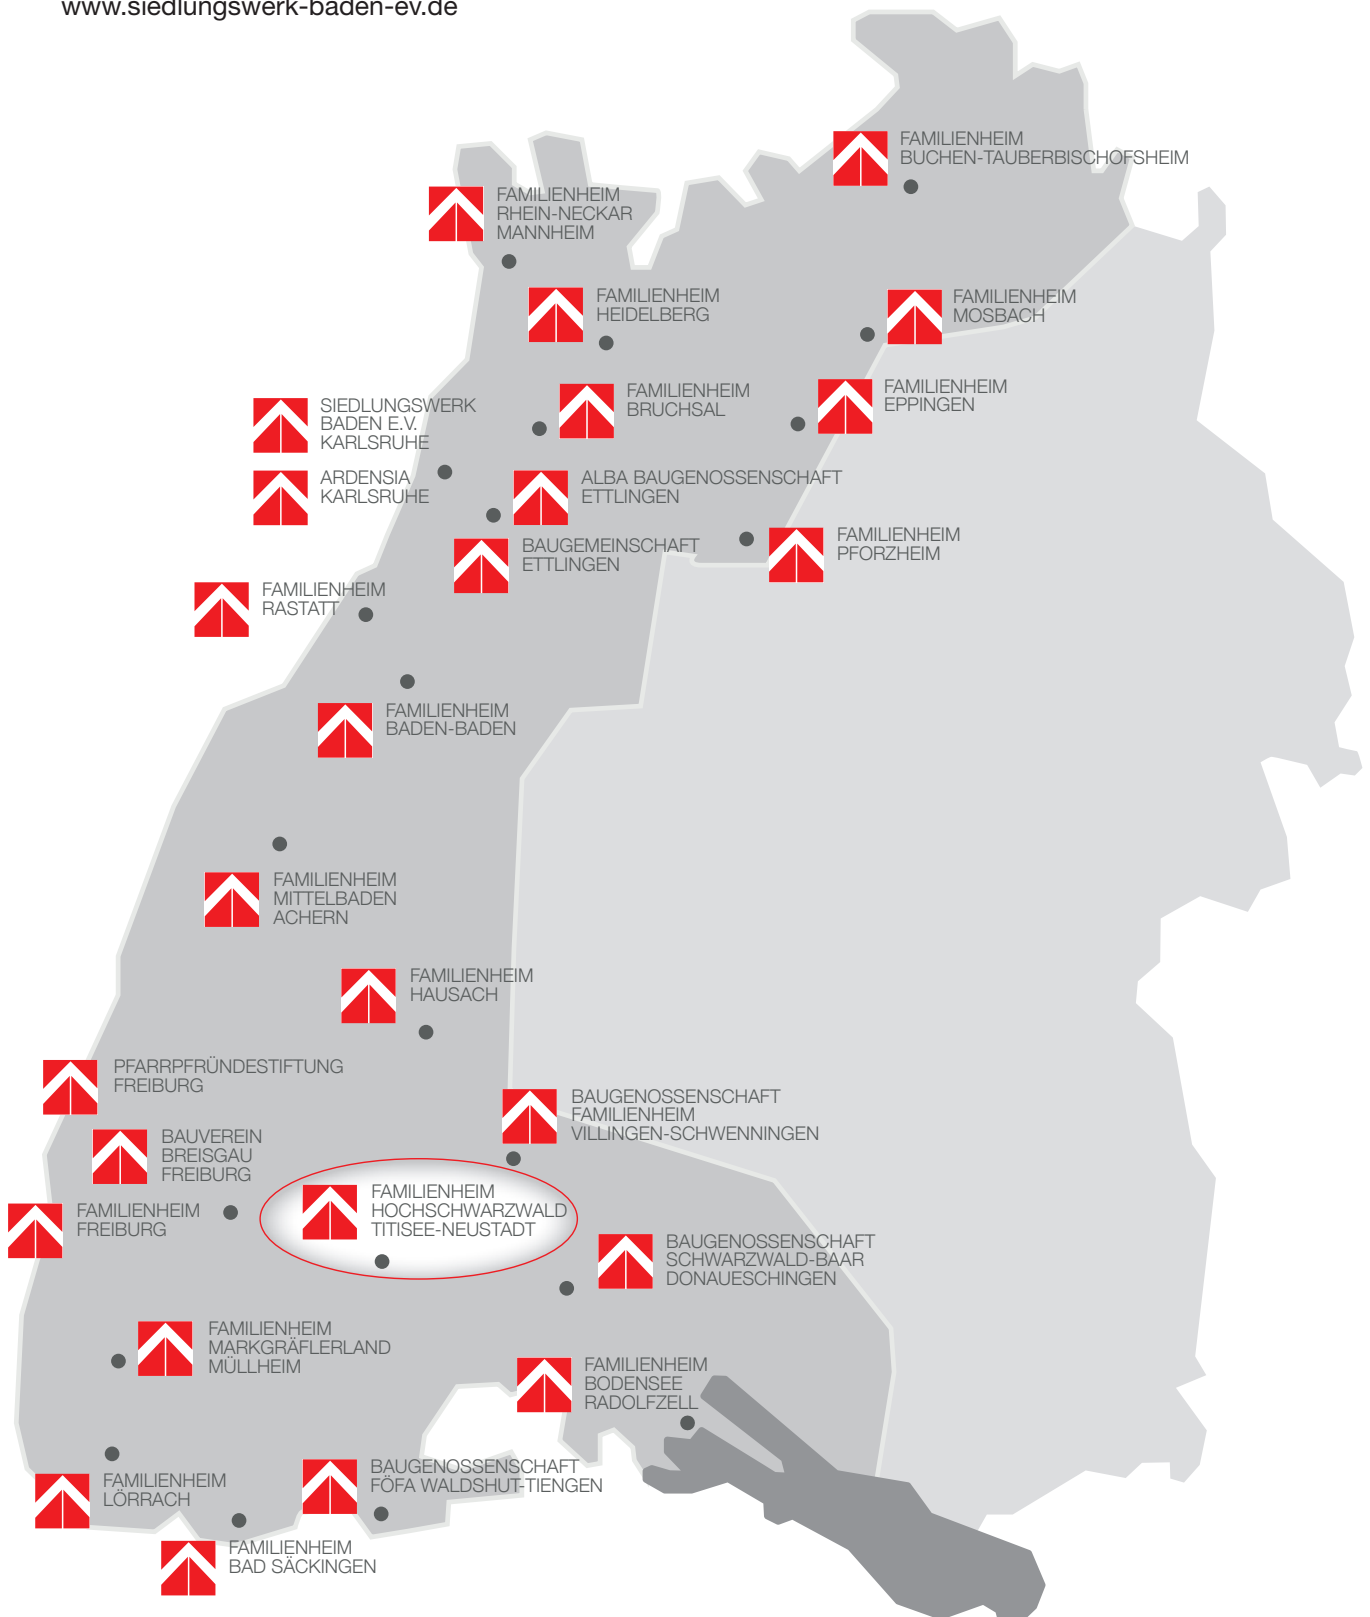 www.siedlungswerk-baden-ev.de
FAMILIENHEIM
BUCHEN-TAUBERBISCHOFSHEIM
FAMILIENHEIM
RHEIN-NECKAR
MANNHEIM
FAMILIENHEIM
HEIDELBERG
FAMILIENHEIM
MOSBACH
FAMILIENHEIM
BRUCHSAL
FAMILIENHEIM
EPPINGEN
SIEDLUNGSWERK
BADEN E.V.
KARLSRUHE
ARDENSIA
KARLSRUHE
ALBA BAUGENOSSENSCHAFT
ETTLINGEN
BAUGEMEINSCHAFT
ETTLINGEN
FAMILIENHEIM
PFORZHEIM
FAMILIENHEIM
RASTATT
FAMILIENHEIM
BADEN-BADEN
FAMILIENHEIM
MITTELBADEN
ACHERN
FAMILIENHEIM
HAUSACH
PFARRPFRÜNDESTIFTUNG
FREIBURG
BAUGENOSSENSCHAFT
FAMILIENHEIM
VILLINGEN-SCHWENNINGEN
BAUVEREIN
BREISGAU
FREIBURG
FAMILIENHEIM
HOCHSCHWARZWALD
TITISEE-NEUSTADT
FAMILIENHEIM
FREIBURG
BAUGENOSSENSCHAFT
SCHWARZWALD-BAAR
DONAUESCHINGEN
FAMILIENHEIM
MARKGRÄFLERLAND
MÜLLHEIM
FAMILIENHEIM
BODENSEE
RADOLFZELL
BAUGENOSSENSCHAFT
FÖFA WALDSHUT-TIENGEN
FAMILIENHEIM
LÖRRACH
FAMILIENHEIM
BAD SÄCKINGEN